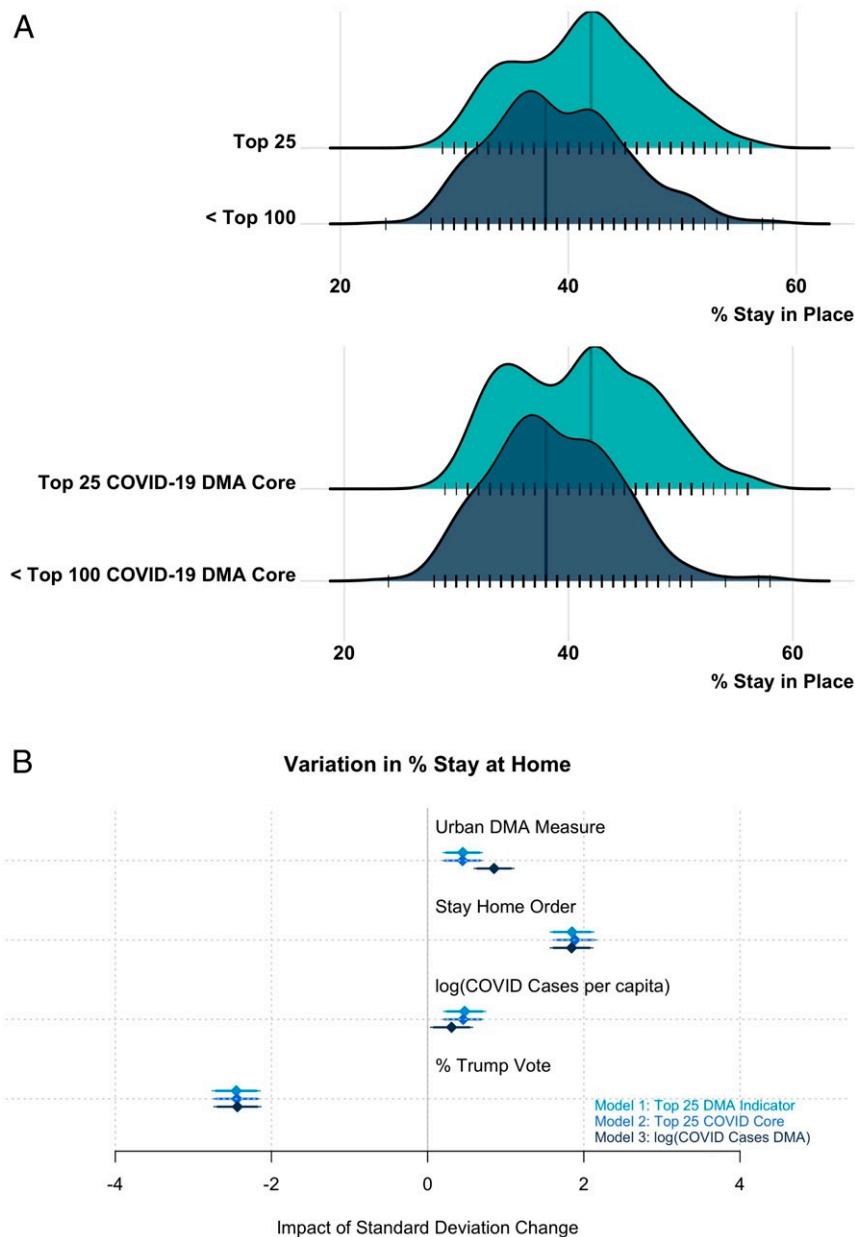 A
Top 25
< Top 100
20 40 60
% Stay in Place
Top 25 COVID-19 DMA Core
< Top 100 COVID-19 DMA Core
20 40 60
% Stay in Place
B
Variation in % Stay at Home
Urban DMA Measure
Stay Home Order
log(COVID Cases per capita)
% Trump Vote
Model 1: Top 25 DMA Indicator
Model 2: Top 25 COVID Core
Model 3: log(COVID Cases DMA)
-4 -2 0 2 4
Impact of Standard Deviation Change